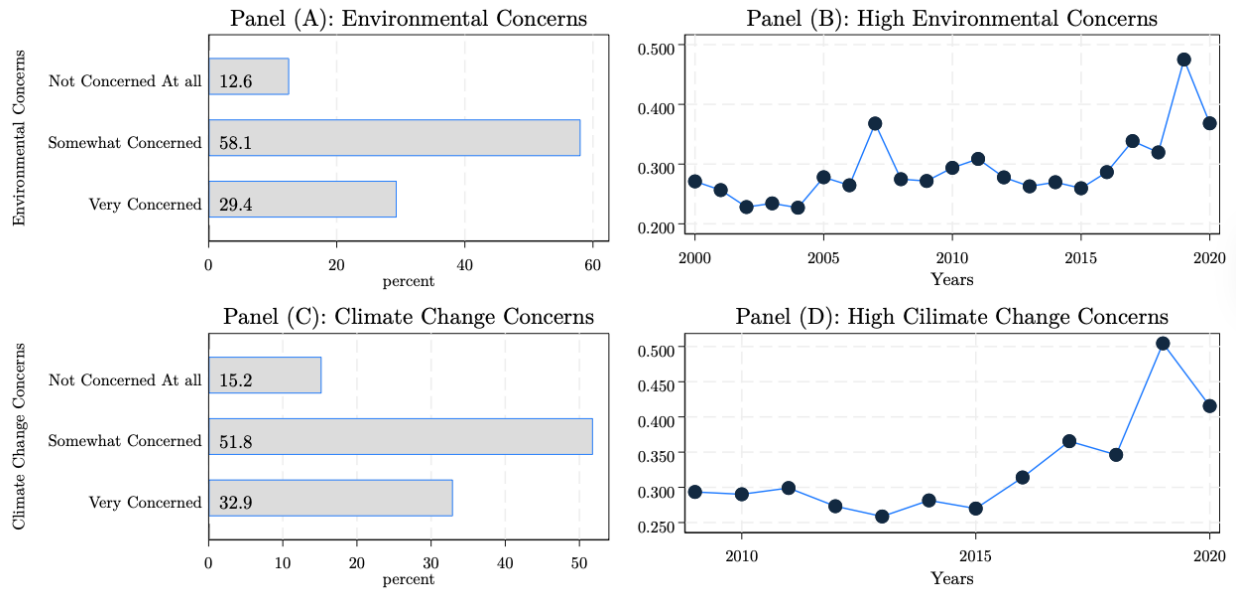 Panel (A): Environmental Concerns
Environmental Concerns
Not Concerned At all
12.6
Somewhat Concerned
58.1
Very Concerned
29.4
0 20 40 60
percent
Panel (B): High Environmental Concerns
0.500
0.400
0.300
0.200
2000 2005 2010 2015 2020
Years
Panel (C): Climate Change Concerns
Climate Change Concerns
Not Concerned At all
15.2
Somewhat Concerned
51.8
Very Concerned
32.9
0 10 20 30 40 50
percent
Panel (D): High Cilimate Change Concerns
0.500
0.450
0.400
0.350
0.300
0.250
2010 2015 2020
Years